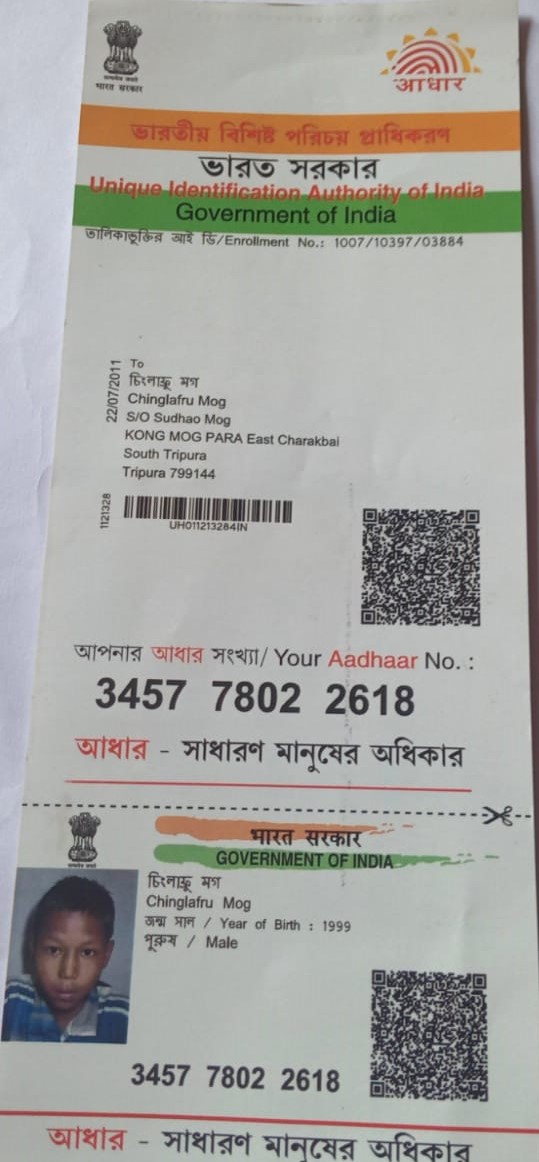 सत्यमेव जयते
भारत सरकार
आधार
ভারতীয় বিশিষ্ট পরিচয় প্রাধিকরণ
ভারত সরকার
Unique Identification Authority of India
Government of India
তালিকাভুক্তির আই ডি/Enrollment No.: 1007/10397/03884
22/07/2011
To
চিংলাফ্রু মগ
Chinglafru Mog
S/O Sudhao Mog
KONG MOG PARA East Charakbai
South Tripura
Tripura 799144
1121328
UH011213284IN
আপনার আধার সংখ্যা/ Your Aadhaar No. :
3457 7802 2618
আধার - সাধারণ মানুষের অধিকার
भारत सरकार
GOVERNMENT OF INDIA
চিংলাফ্রু মগ
Chinglafru Mog
জন্ম সাল / Year of Birth : 1999
পুরুষ / Male
3457 7802 2618
আধার - সাধারণ মানুষের অধিকার